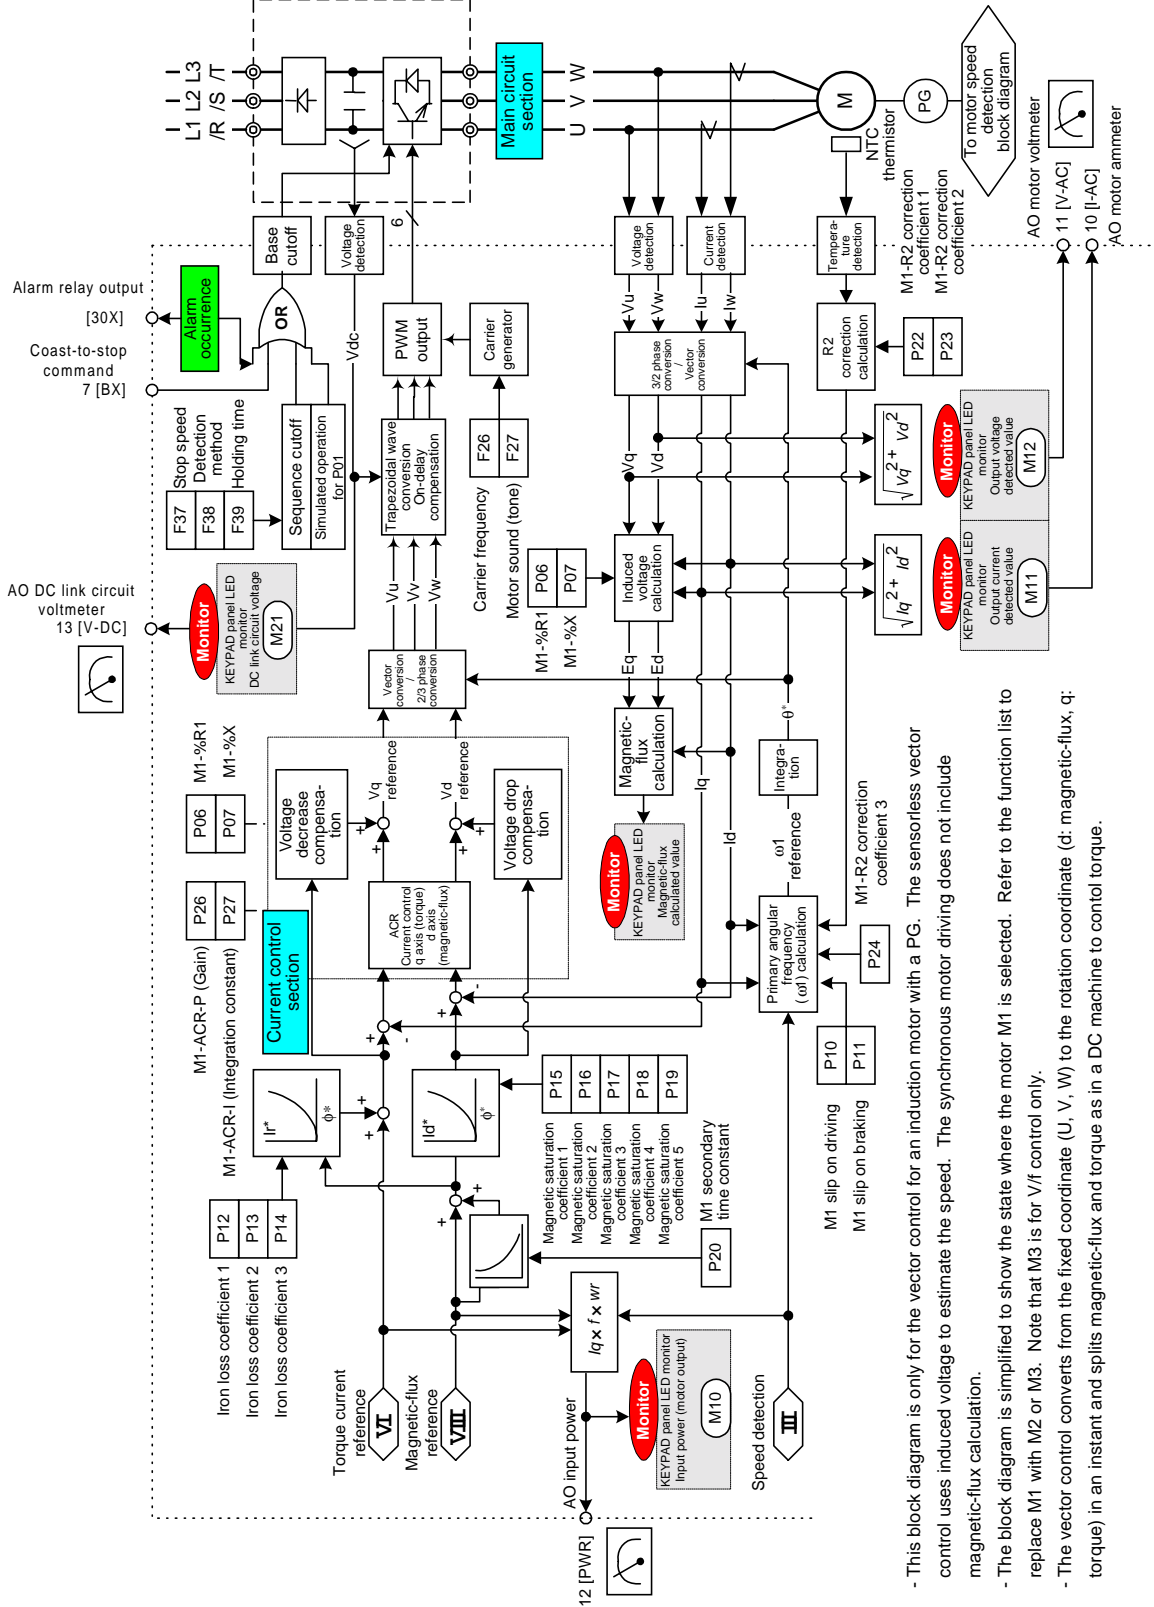 Alarm relay output
[30X]
Coast-to-stop
command
7 [BX]
AO DC link circuit
voltmeter
13 [V-DC]
12 [PWR]
L1
/R
L2
/S
L3
/T
Main circuit
section
U
V
W
M
PG
To motor speed
detection
block diagram
NTC
thermistor
AO motor voltmeter
11 [V-AC]
10 [I-AC]
AO motor ammeter
Base
cutoff
Voltage
detection
6
Voltage
detection
Current
detection
Tempera-
ture
detection
M1-R2 correction
coefficient 1
M1-R2 correction
coefficient 2
Alarm
occurrence
OR
Vdc
PWM
output
Carrier
generator
Vu
Vw
Iu
Iw
3/2 phase
conversion
/
Vector
conversion
R2
correction
calculation
P22
P23
Stop speed
Detection
method
Holding time
F37
F38
F39
Sequence cutoff
Simulated operation
for P01
Trapezoidal wave
conversion
On-delay
compensation
F26
F27
Carrier frequency
Motor sound (tone)
Vq
Vd
√Vq2 + Vd2
Monitor
KEYPAD panel LED
monitor
Output voltage
detected value
M12
Monitor
KEYPAD panel LED
monitor
DC link circuit voltage
M21
Vu
Vv
Vw
P06
P07
M1-%R1
M1-%X
Induced
voltage
calculation
√Iq2 + Id2
Monitor
KEYPAD panel LED
monitor
Output current
detected value
M11
Vector
conversion
/
2/3 phase
conversion
Eq
Ed
M1-%R1
M1-%X
P06
P07
Voltage
decrease
compensa-
tion
Vq
reference
Vd
reference
Voltage drop
compensa-
tion
Magnetic-
flux
calculation
Iq
Id
θ*
Integra-
tion
P26
P27
M1-ACR-P (Gain)
M1-ACR-I (Integration constant)
Current control
section
ACR
Current control
q axis (torque)
d axis
(magnetic-flux)
Monitor
KEYPAD panel LED
monitor
Magnetic-flux
calculated value
ω1
reference
M1-R2 correction
coefficient 3
Primary angular
frequency
(ω1) calculation
P24
P10
P11
M1 slip on driving
M1 slip on braking
Ir*
ϕ*
Id*
ϕ*
P12
P13
P14
Iron loss coefficient 1
Iron loss coefficient 2
Iron loss coefficient 3
P15
P16
P17
P18
P19
Magnetic saturation
coefficient 1
Magnetic saturation
coefficient 2
Magnetic saturation
coefficient 3
Magnetic saturation
coefficient 4
Magnetic saturation
coefficient 5
P20
M1 secondary
time constant
Iq x f x wr
Torque current
reference
VI
Magnetic-flux
reference
VIII
AO input power
Monitor
KEYPAD panel LED monitor
Input power (motor output)
M10
Speed detection
III
- This block diagram is only for the vector control for an induction motor with a PG. The sensorless vector
control uses induced voltage to estimate the speed. The synchronous motor driving does not include
magnetic-flux calculation.
- The block diagram is simplified to show the state where the motor M1 is selected. Refer to the function list to
replace M1 with M2 or M3. Note that M3 is for V/f control only.
- The vector control converts from the fixed coordinate (U, V, W) to the rotation coordinate (d: magnetic-flux, q:
torque) in an instant and splits magnetic-flux and torque as in a DC machine to contol torque.